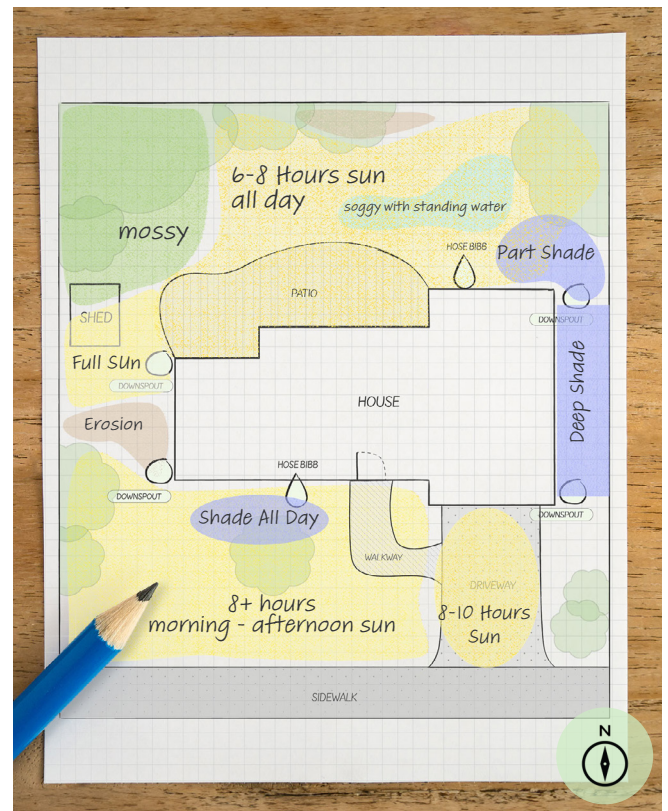 6-8 Hours sun
all day
soggy with standing water
mossy
HOSE BIBB
Part Shade
PATIO
SHED
DOWNSPOUT
Full Sun
DOWNSPOUT
Deep Shade
HOUSE
Erosion
HOSE BIBB
DOWNSPOUT
Shade All Day
DOWNSPOUT
WALKWAY
DRIVEWAY
8+ hours
morning - afternoon sun
8-10 Hours
Sun
SIDEWALK
N